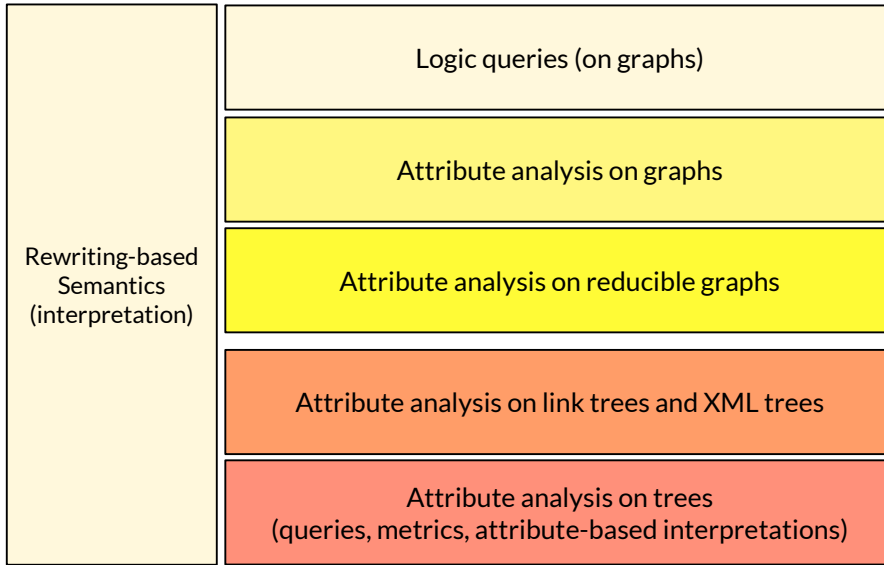 Rewriting-based
Semantics
(interpretation)
Logic queries (on graphs)
Attribute analysis on graphs
Attribute analysis on reducible graphs
Attribute analysis on link trees and XML trees
Attribute analysis on trees
(queries, metrics, attribute-based interpretations)